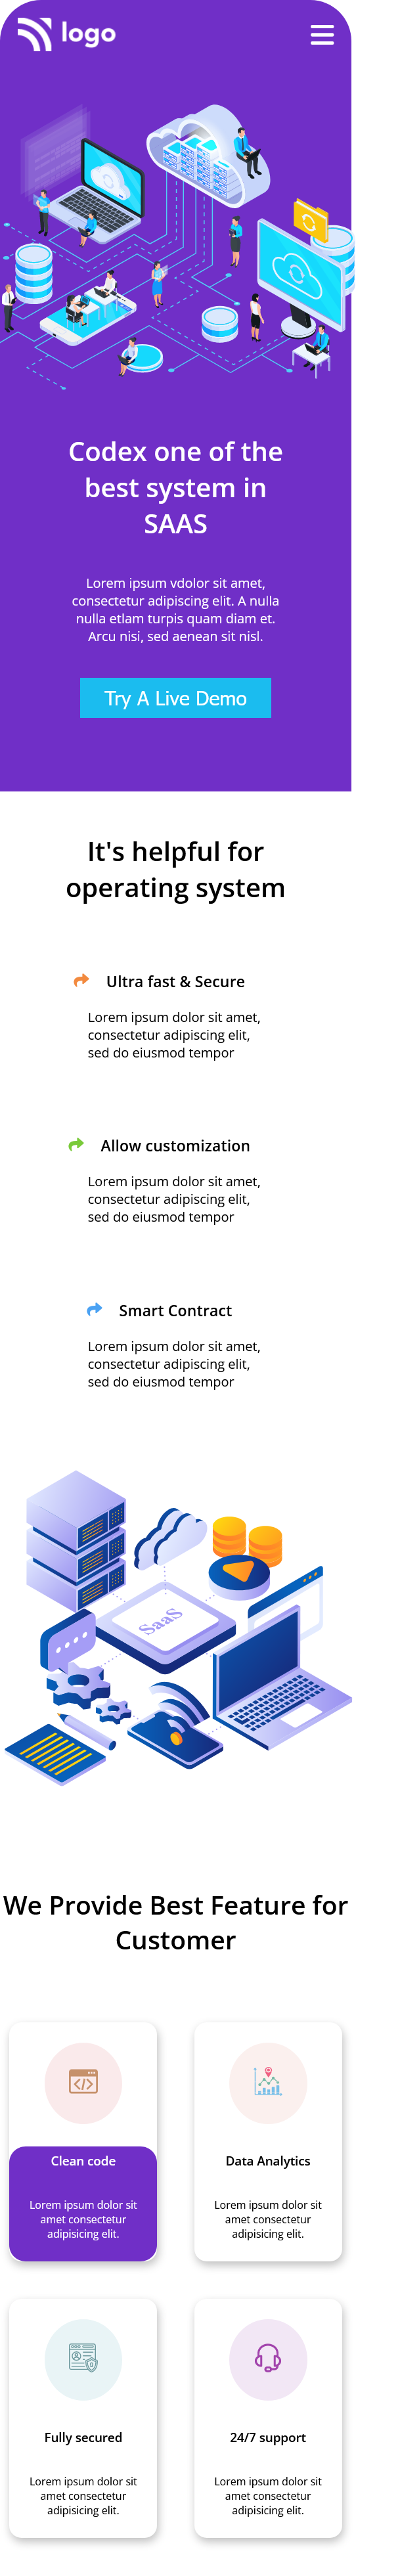 logo
Codex one of the
best system in
SAAS
Lorem ipsum vdolor sit amet,
consectetur adipiscing elit. A nulla
nulla etlam turpis quam diam et.
Arcu nisi, sed aenean sit nisl.
Try A Live Demo
It's helpful for
operating system
Ultra fast & Secure
Lorem ipsum dolor sit amet,
consectetur adipiscing elit,
sed do eiusmod tempor
Allow customization
Lorem ipsum dolor sit amet,
consectetur adipiscing elit,
sed do eiusmod tempor
Smart Contract
Lorem ipsum dolor sit amet,
consectetur adipiscing elit,
sed do eiusmod tempor
SaaS
We Provide Best Feature for
Customer
Clean code
Lorem ipsum dolor sit
amet consectetur
adipisicing elit.
Data Analytics
Lorem ipsum dolor sit
amet consectetur
adipisicing elit.
Fully secured
Lorem ipsum dolor sit
amet consectetur
adipisicing elit.
24/7 support
Lorem ipsum dolor sit
amet consectetur
adipisicing elit.